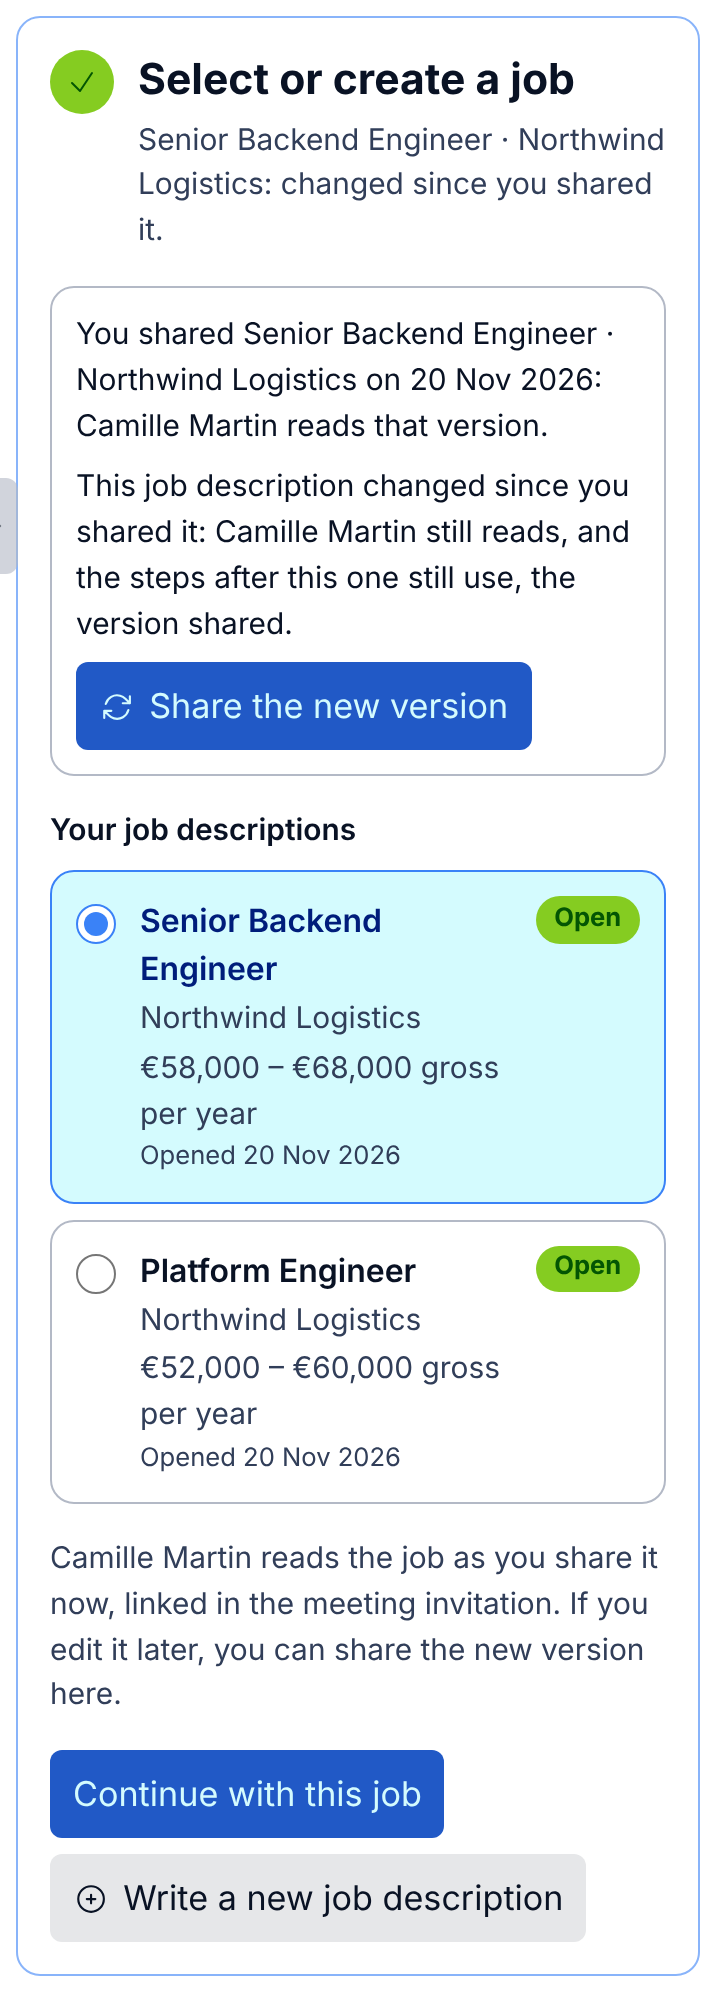 Select or create a job
Senior Backend Engineer · Northwind
Logistics: changed since you shared
it.
You shared Senior Backend Engineer ·
Northwind Logistics on 20 Nov 2026:
Camille Martin reads that version.
This job description changed since you
shared it: Camille Martin still reads, and
the steps after this one still use, the
version shared.
Share the new version
Your job descriptions
Senior Backend
Engineer
Open
Northwind Logistics
€58,000 – €68,000 gross
per year
Opened 20 Nov 2026
Platform Engineer
Open
Northwind Logistics
€52,000 – €60,000 gross
per year
Opened 20 Nov 2026
Camille Martin reads the job as you share it
now, linked in the meeting invitation. If you
edit it later, you can share the new version
here.
Continue with this job
Write a new job description